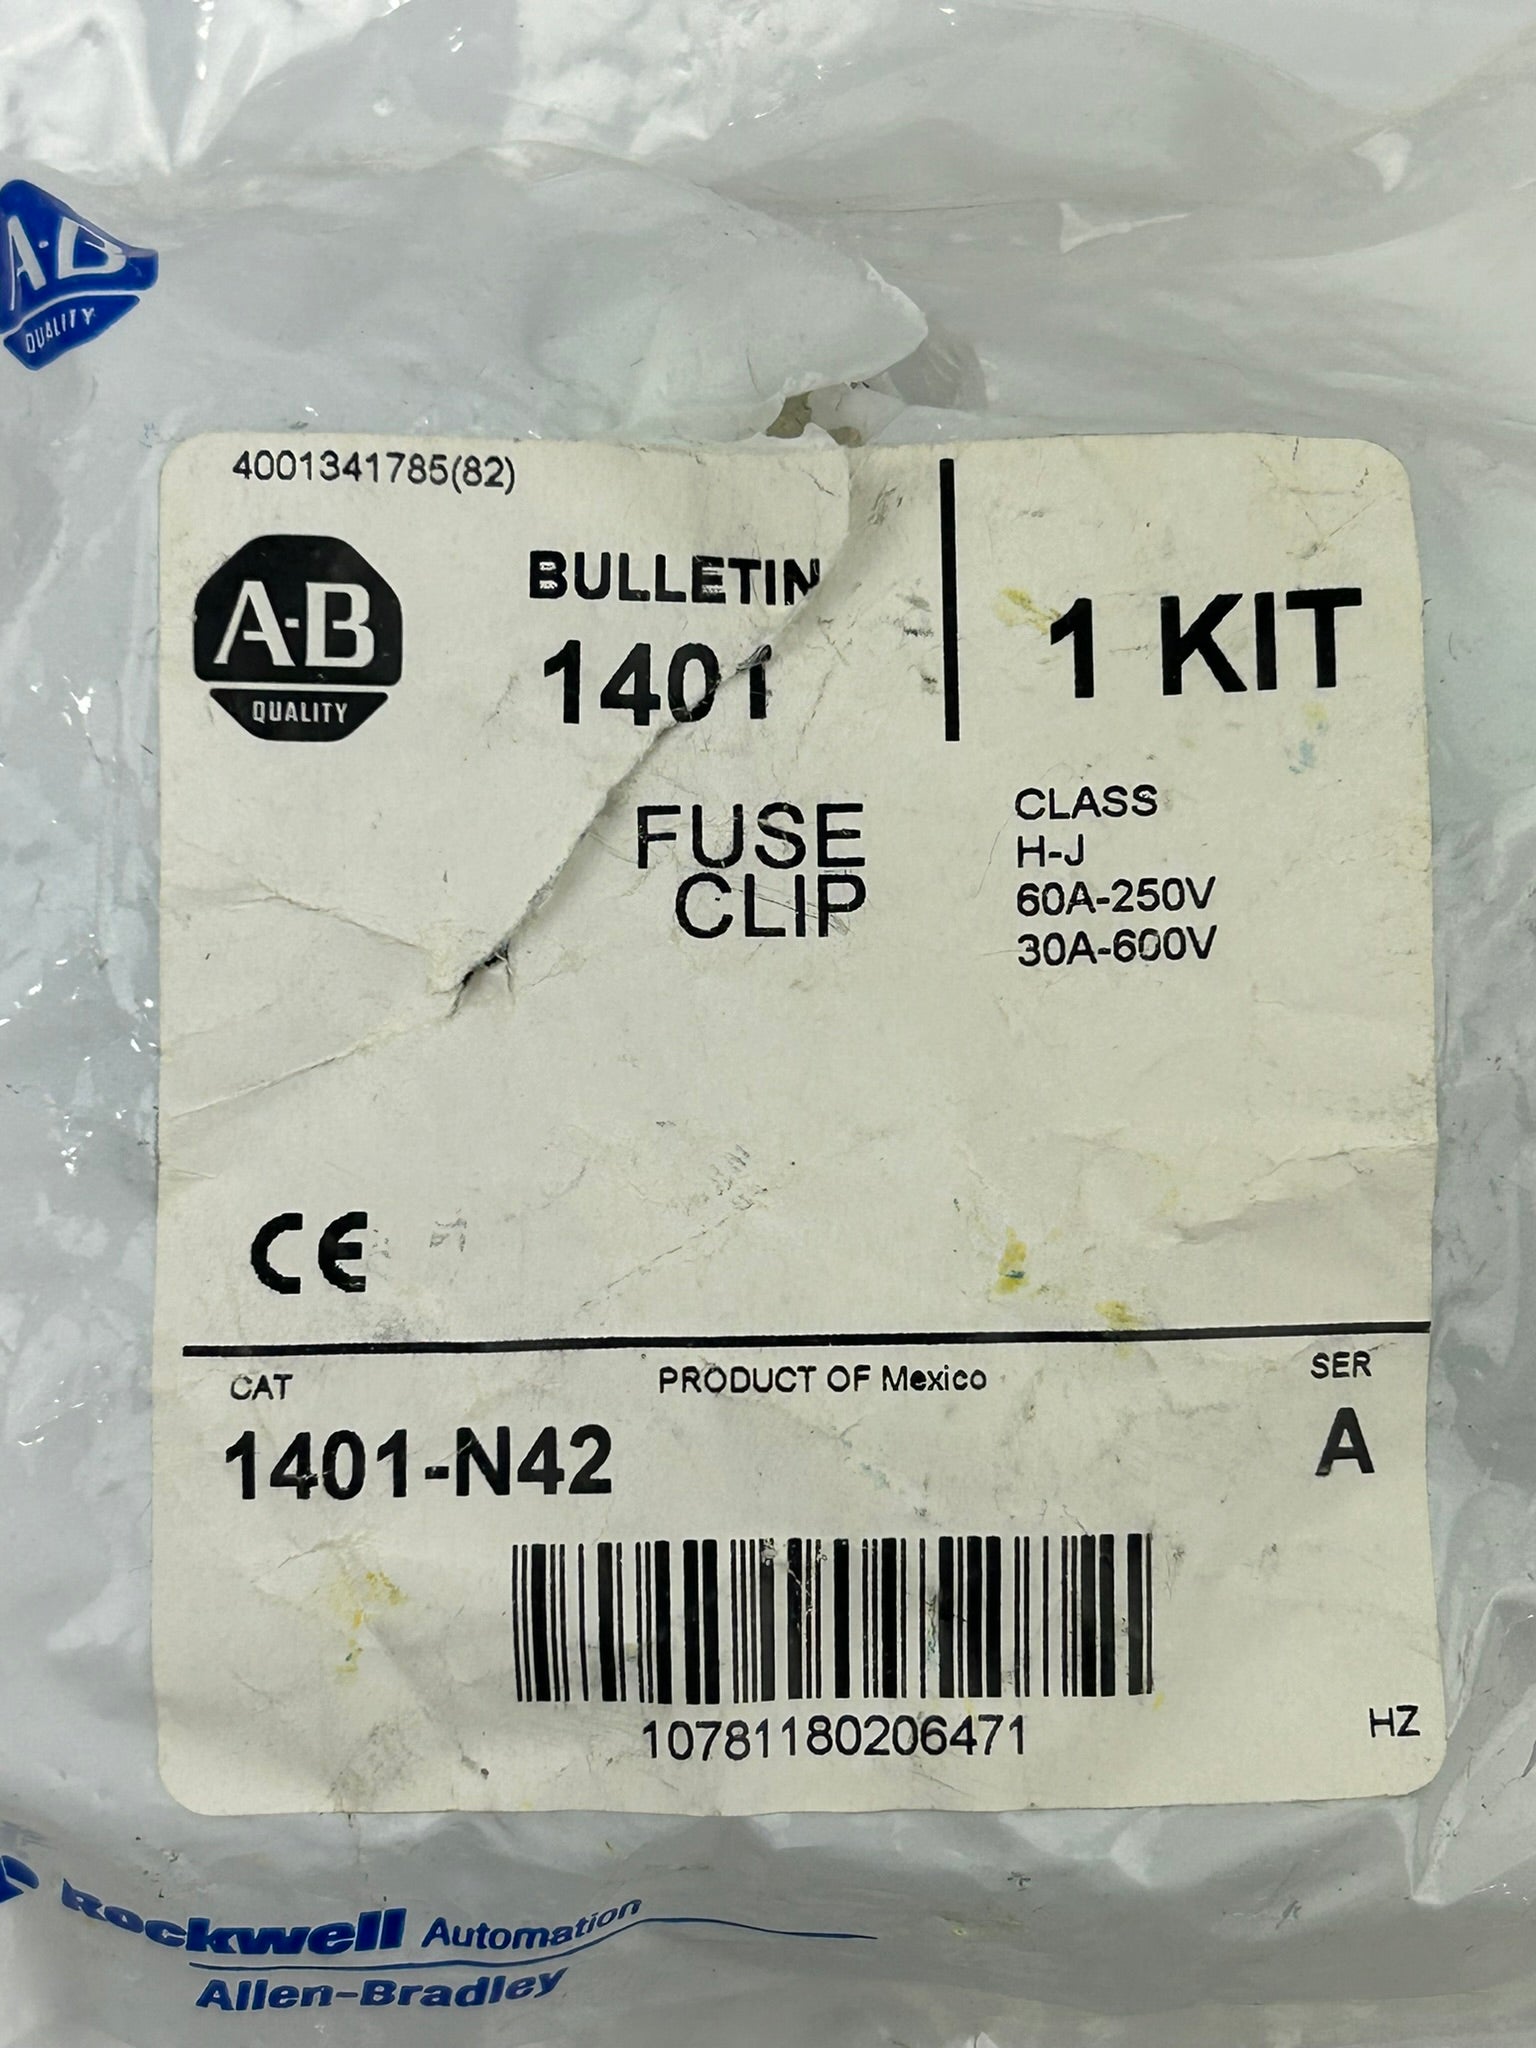 A-B
QUALITY
4001341785(82)
A-B
QUALITY
BULLETIN
1401
1 KIT
FUSE
CLIP
CLASS
H-J
60A-250V
30A-600V
CE
CAT
PRODUCT OF Mexico
SER
1401-N42
A
10781180206471
HZ
Rockwell Automation
Allen-Bradley